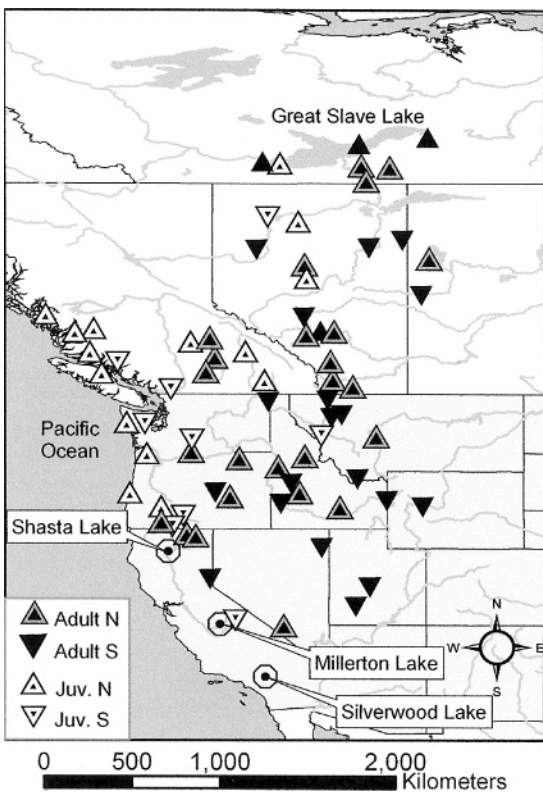 Great Slave Lake
Pacific
Ocean
Shasta Lake
Adult N
Adult S
Juv. N
Juv. S
N
W
E
S
Millerton Lake
Silverwood Lake
0
500
1,000
2,000
Kilometers